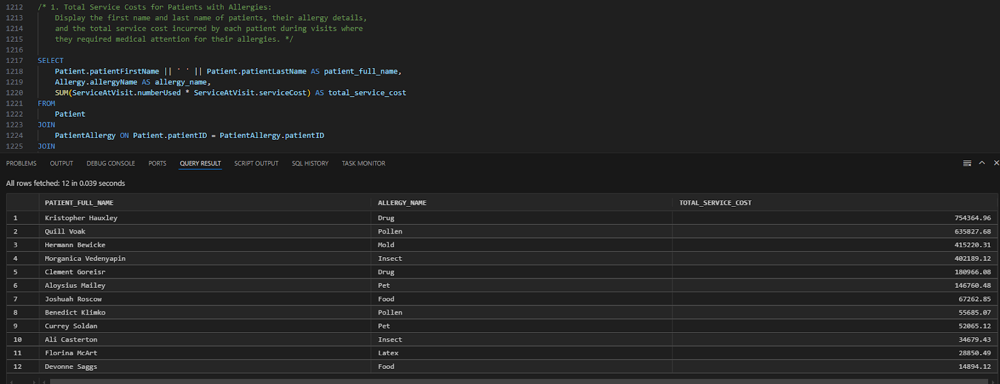 1212 /* 1. Total Service Costs for Patients with Allergies:
1213 Display the first name and last name of patients, their allergy details,
1214 and the total service cost incurred by each patient during visits where
1215 they required medical attention for their allergies. */
1216
1217 SELECT
1218 Patient.patientFirstName || ' ' || Patient.patientLastName AS patient_full_name,
1219 Allergy.allergyName AS allergy_name,
1220 SUM(ServiceAtVisit.numberUsed * ServiceAtVisit.serviceCost) AS total_service_cost
1221 FROM
1222 Patient
1223 JOIN
1224 PatientAllergy ON Patient.patientID = PatientAllergy.patientID
1225 JOIN
PROBLEMS OUTPUT DEBUG CONSOLE PORTS QUERY RESULT SCRIPT OUTPUT SQL HISTORY TASK MONITOR
All rows fetched: 12 in 0.039 seconds
PATIENT_FULL_NAME ALLERGY_NAME TOTAL_SERVICE_COST
1 Kristopher Hauxley Drug 754364.96
2 Quill Voak Pollen 635827.68
3 Hermann Bewicke Mold 415220.31
4 Morganica Vedenyapin Insect 402189.12
5 Clement Goreisr Drug 180966.08
6 Aloysius Mailey Pet 146760.48
7 Joshuah Roscow Food 67262.85
8 Benedict Klimko Pollen 55685.07
9 Currey Soldan Pet 52065.12
10 Ali Casterton Insect 34679.43
11 Florina McArt Latex 28850.49
12 Devonne Saggs Food 14894.12